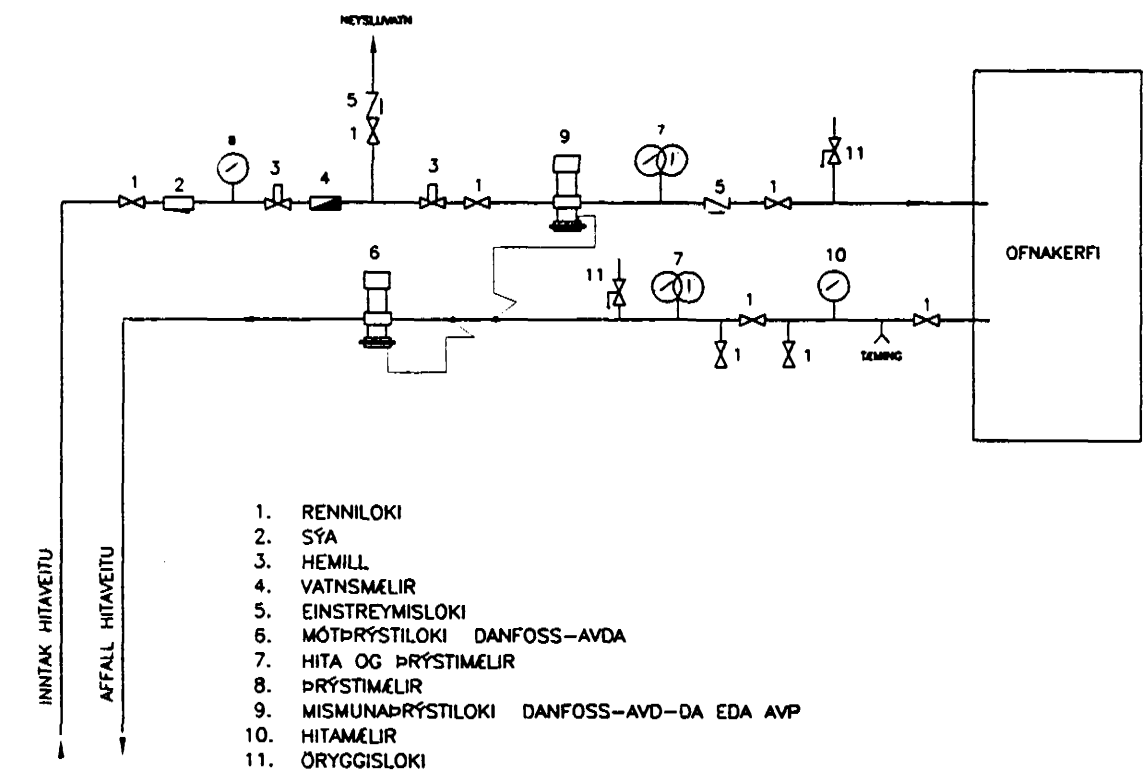 NEYSLUVATN
5
1
8
1
2
3
4
3
1
9
7
5
1
11
OFNAKERFI
6
11
7
1
10
1
1
1
TÆMING
INNTAK HITAVEITU
AFFALL HITAVEITU
1. RENNILOKI
2. SÝA
3. HEMILL
4. VATNSMÆLIR
5. EINSTREYMISLOKI
6. MÓTÞRÝSTILOKI DANFOSS-AVDA
7. HITA OG ÞRÝSTIMÆLIR
8. ÞRÝSTIMÆLIR
9. MISMUNAÞRÝSTILOKI DANFOSS-AVD-DA EDA AVP
10. HITAMÆLIR
11. ÖRYGGISLOKI